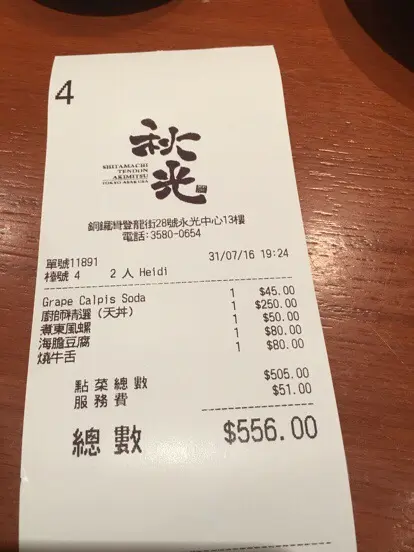 4
秋光
SHITAMACHI
TENDON
AKIMITSU
TOKYO ASAKUSA
銅鑼灣登龍街28號永光中心13樓
電話:3580-0654
單號11891 31/07/16 19:24
檯號 4 2 人 Heidi
Grape Calpis Soda 1 $45.00
廚師精選 (天丼) 1 $250.00
煮東風螺 1 $50.00
海膽豆腐 1 $80.00
燒牛舌 1 $80.00
點菜總數 $505.00
服務費 $51.00
總數 $556.00